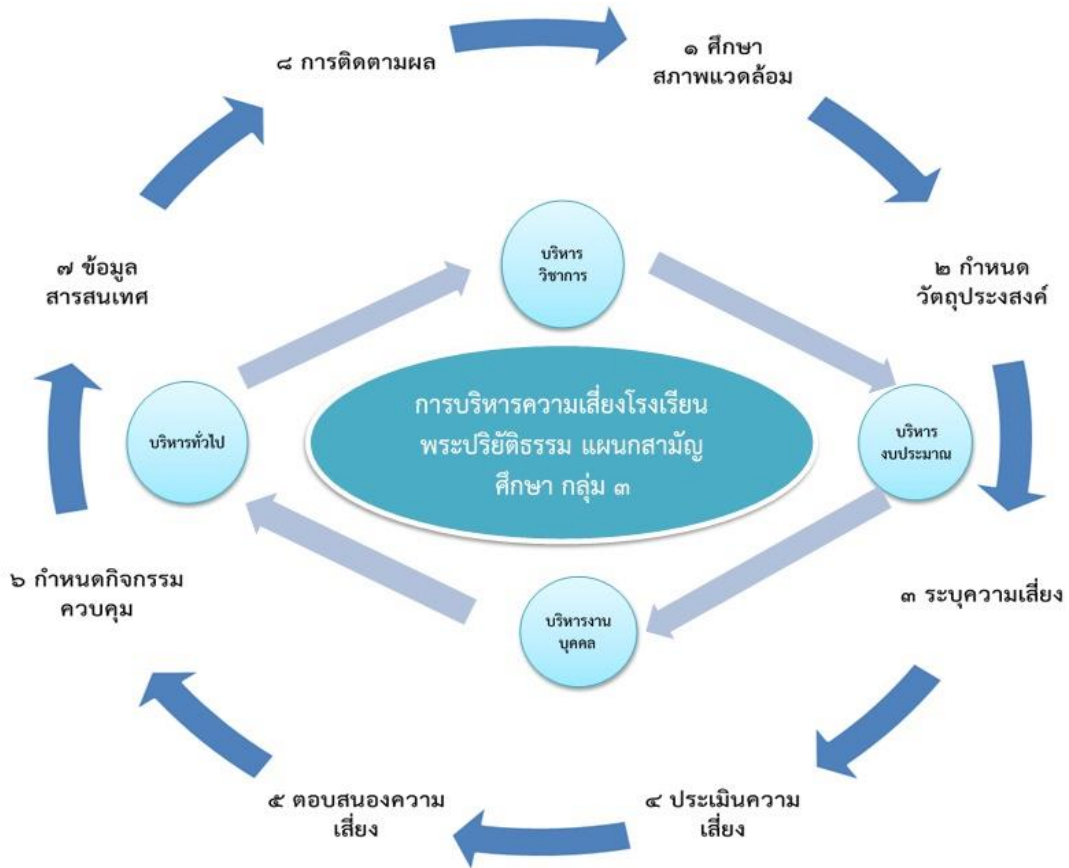 ๑ ศึกษา
สภาพแวดล้อม
๒ กำหนด
วัตถุประงสงค์
๓ ระบุความเสี่ยง
๔ ประเมินความ
เสี่ยง
๕ ตอบสนองความ
เสี่ยง
๖ กำหนดกิจกรรม
ควบคุม
๗ ข้อมูล
สารสนเทศ
๘ การติดตามผล
บริหาร
วิชาการ
บริหาร
งบประมาณ
บริหารงาน
บุคคล
บริหารทั่วไป
การบริหารความเสี่ยงโรงเรียน
พระปริยัติธรรม แผนกสามัญ
ศึกษา กลุ่ม ๓